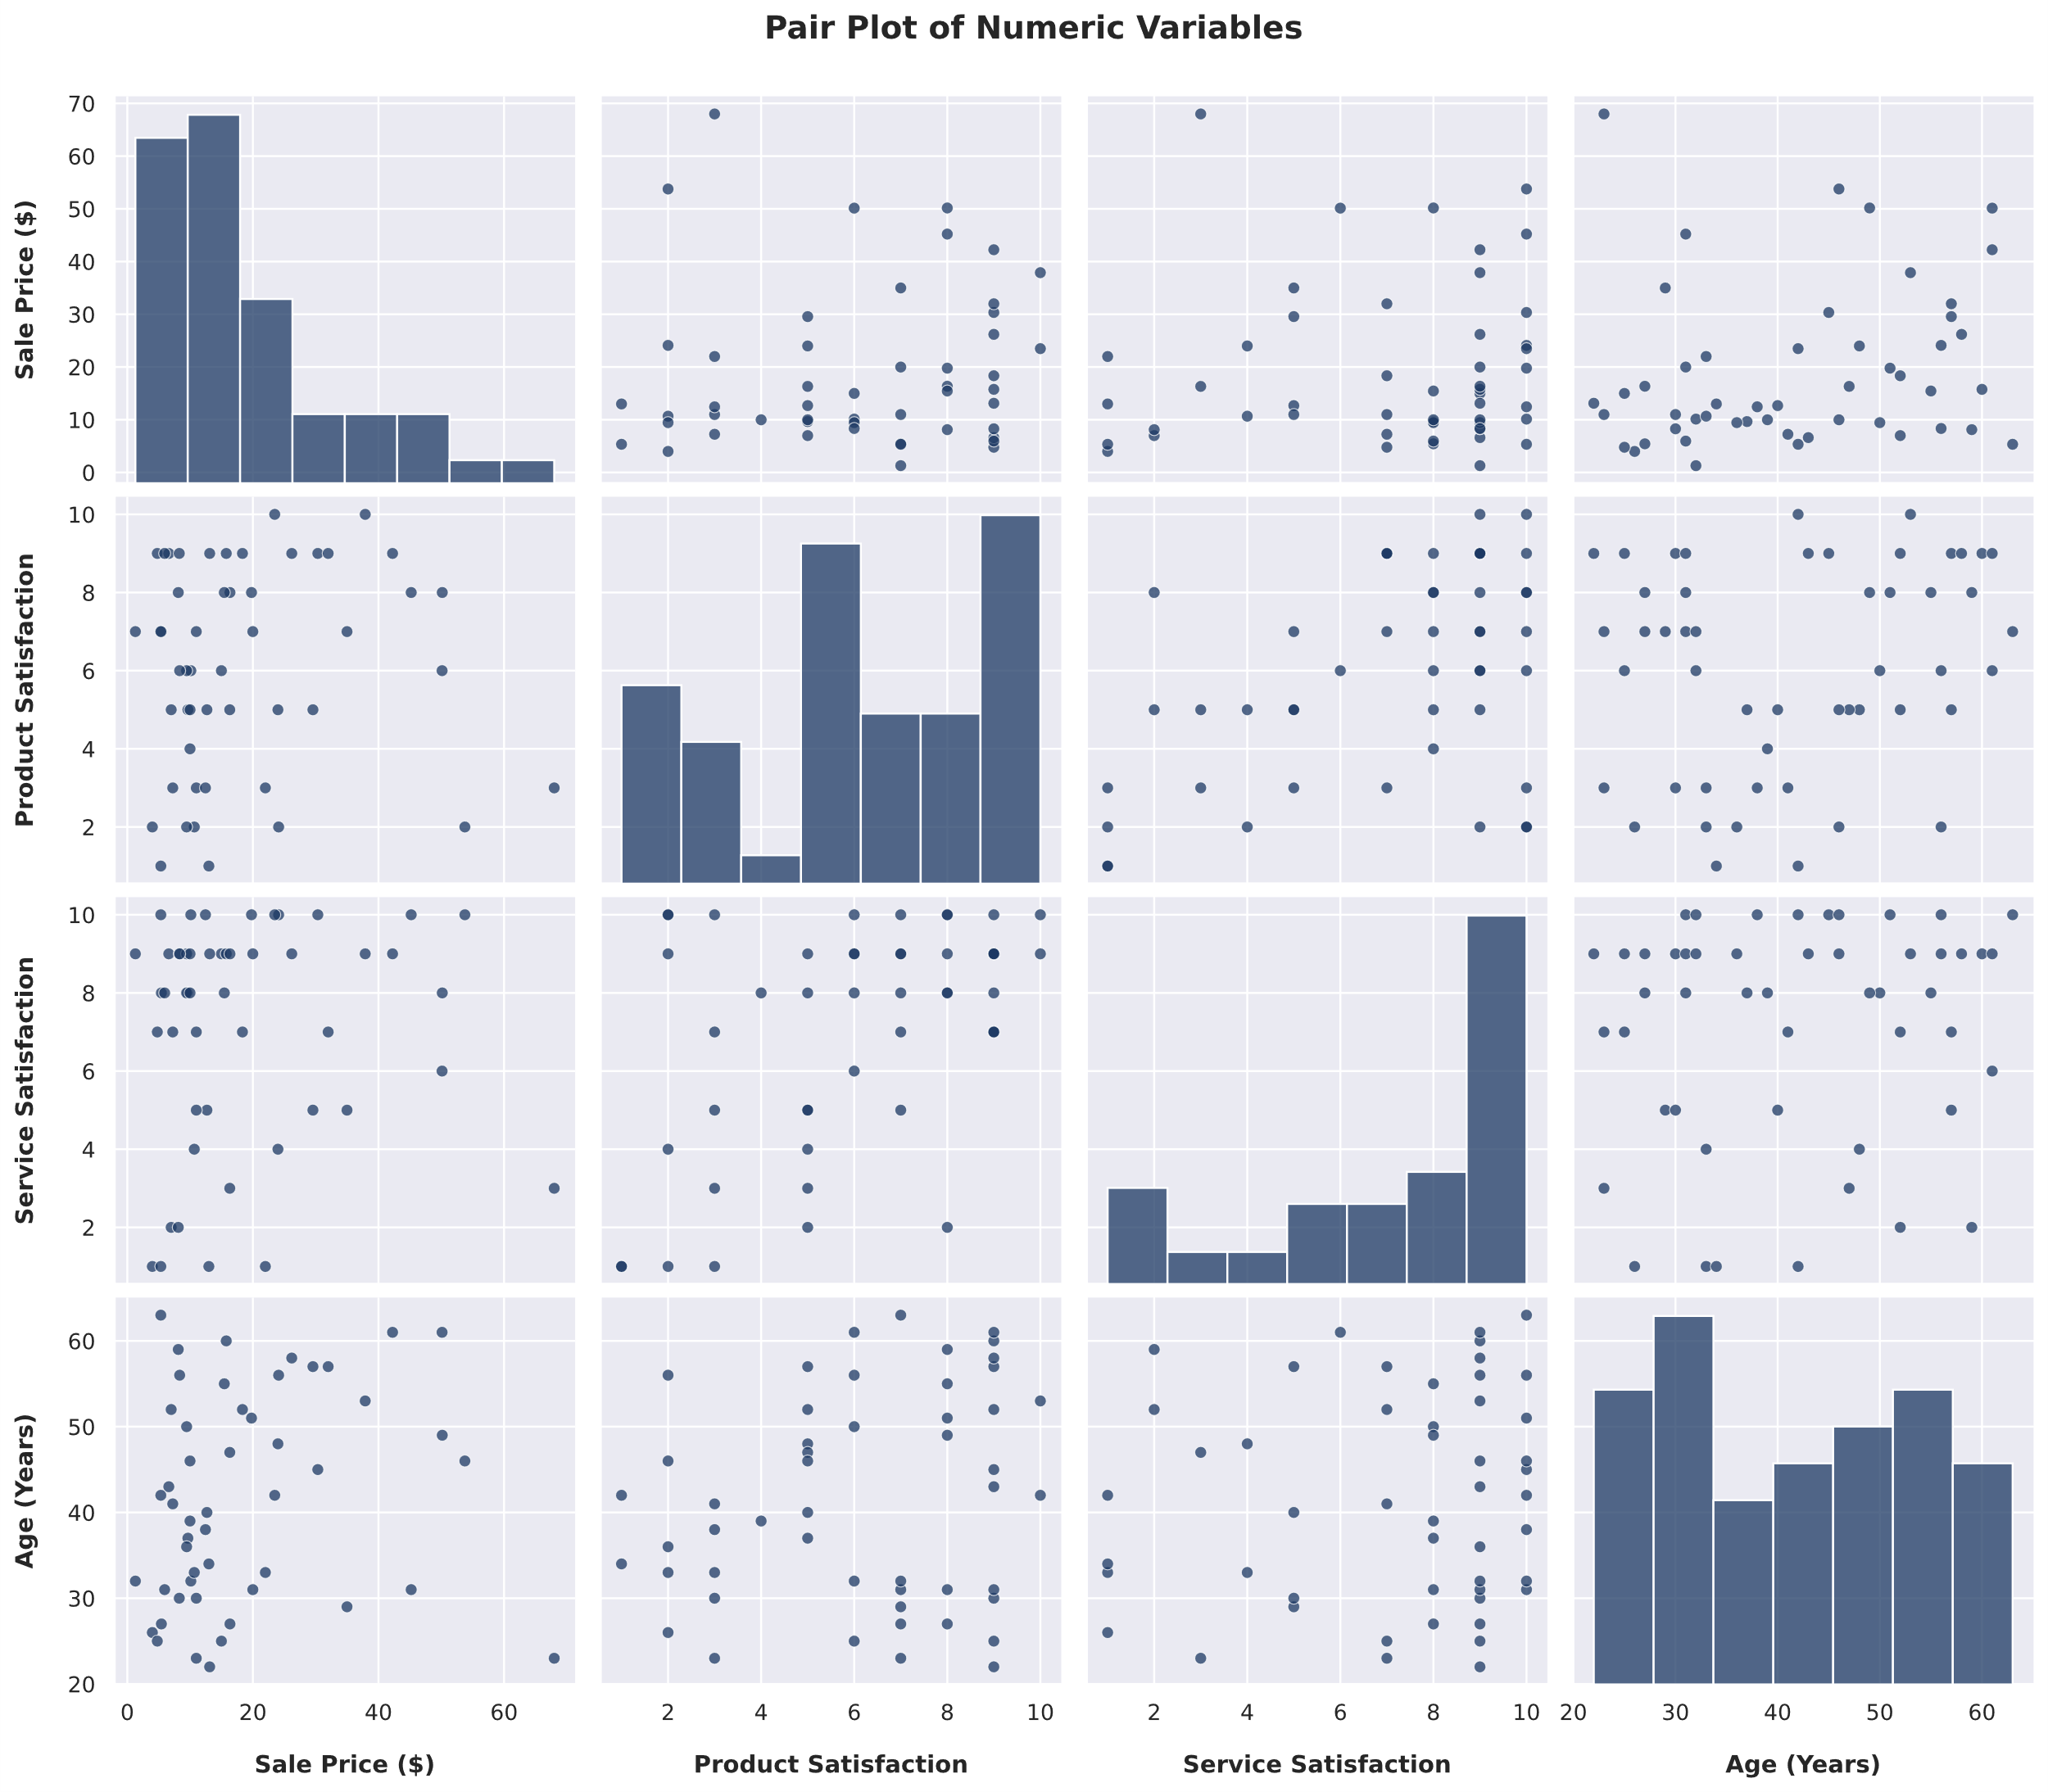 Pair Plot of Numeric Variables
70
60
50
40
30
20
10
0
Sale Price ($)
10
8
6
4
2
Product Satisfaction
10
8
6
4
2
Service Satisfaction
60
50
40
30
20
Age (Years)
0 20 40 60
2 4 6 8 10
2 4 6 8 10
20 30 40 50 60
Sale Price ($)
Product Satisfaction
Service Satisfaction
Age (Years)